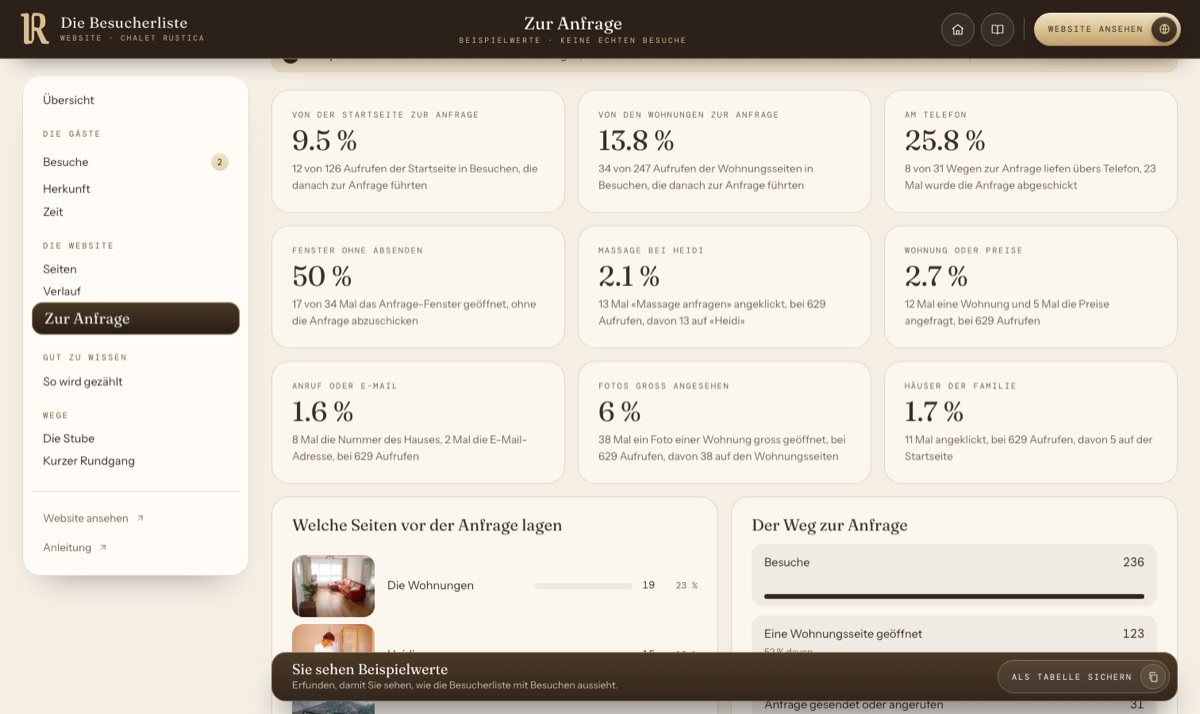 Die Besucherliste
WEBSITE · CHALET RUSTICA
Zur Anfrage
BEISPIELWERTE · KEINE ECHTEN BESUCHE
WEBSITE ANSEHEN
Übersicht
DIE GÄSTE
Besuche 2
Herkunft
Zeit
DIE WEBSITE
Seiten
Verlauf
Zur Anfrage
GUT ZU WISSEN
So wird gezählt
WEGE
Die Stube
Kurzer Rundgang
Website ansehen
Anleitung
VON DER STARTSEITE ZUR ANFRAGE
9.5 %
12 von 126 Aufrufen der Startseite in Besuchen, die
danach zur Anfrage führten
VON DEN WOHNUNGEN ZUR ANFRAGE
13.8 %
34 von 247 Aufrufen der Wohnungsseiten in
Besuchen, die danach zur Anfrage führten
AM TELEFON
25.8 %
8 von 31 Wegen zur Anfrage liefen übers Telefon, 23
Mal wurde die Anfrage abgeschickt
FENSTER OHNE ABSENDEN
50 %
17 von 34 Mal das Anfrage-Fenster geöffnet, ohne
die Anfrage abzuschicken
MASSAGE BEI HEIDI
2.1 %
13 Mal «Massage anfragen» angeklickt, bei 629
Aufrufen, davon 13 auf «Heidi»
WOHNUNG ODER PREISE
2.7 %
12 Mal eine Wohnung und 5 Mal die Preise
angefragt, bei 629 Aufrufen
ANRUF ODER E-MAIL
1.6 %
8 Mal die Nummer des Hauses, 2 Mal die E-Mail-
Adresse, bei 629 Aufrufen
FOTOS GROSS ANGESEHEN
6 %
38 Mal ein Foto einer Wohnung gross geöffnet, bei
629 Aufrufen, davon 38 auf den Wohnungsseiten
HÄUSER DER FAMILIE
1.7 %
11 Mal angeklickt, bei 629 Aufrufen, davon 5 auf der
Startseite
Welche Seiten vor der Anfrage lagen
Die Wohnungen 19 23 %
Der Weg zur Anfrage
Besuche 236
Eine Wohnungsseite geöffnet 123
Anfrage gesendet oder angerufen 31
Sie sehen Beispielwerte
Erfunden, damit Sie sehen, wie die Besucherliste mit Besuchen aussieht.
ALS TABELLE SICHERN